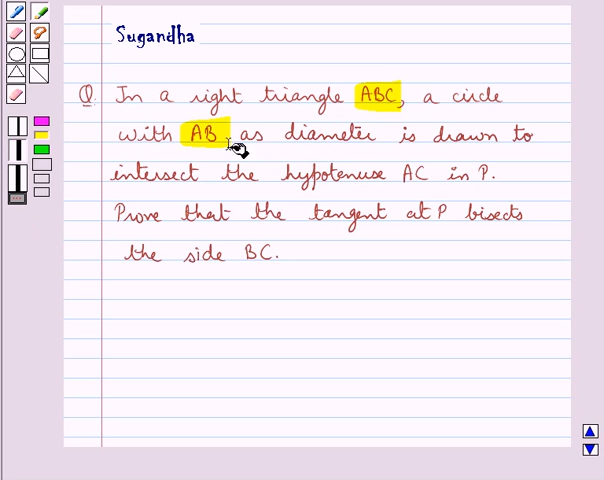 Sugandha
Q. In a right triangle ABC, a circle
with AB as diameter is drawn to
intersect the hypotenuse AC in P.
Prove that the tangent at P bisects
the side BC.